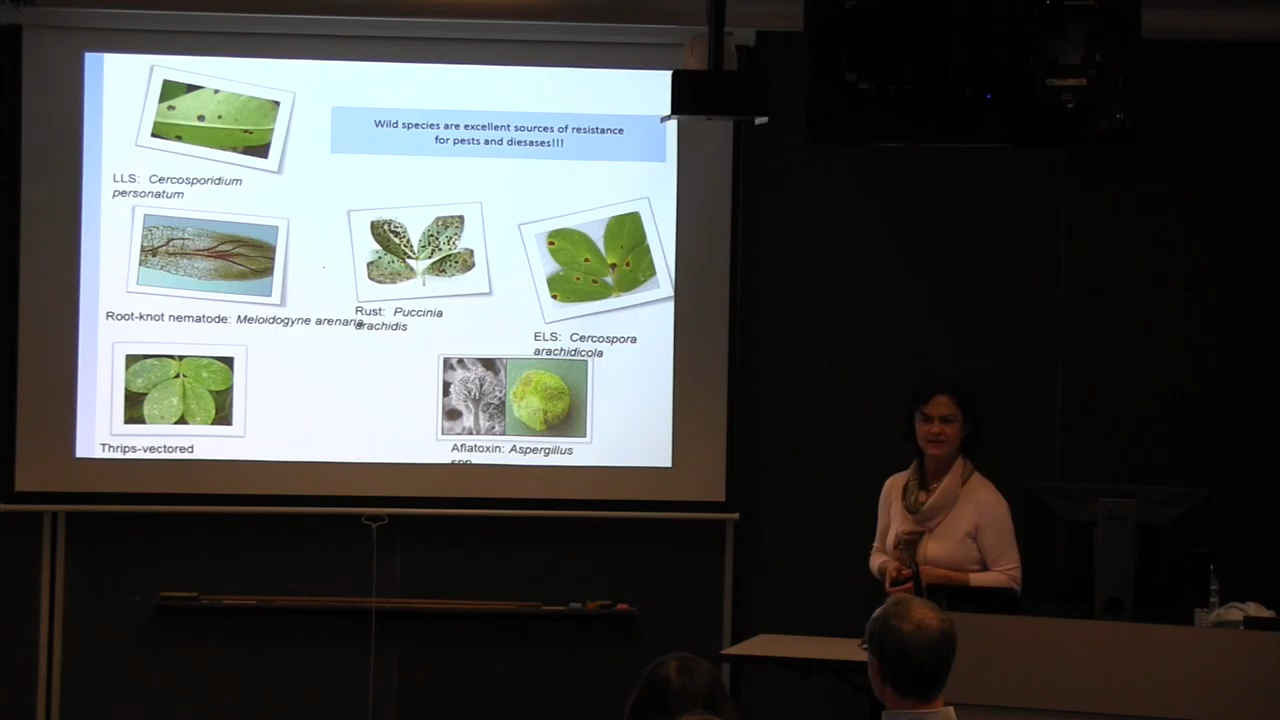 Wild species are excellent sources of resistance
for pests and diesases!!!
LLS: Cercosporidium
personatum
Root-knot nematode: Meloidogyne arenaria
Rust: Puccinia
arachidis
ELS: Cercospora
arachidicola
Thrips-vectored
Aflatoxin: Aspergillus
spp